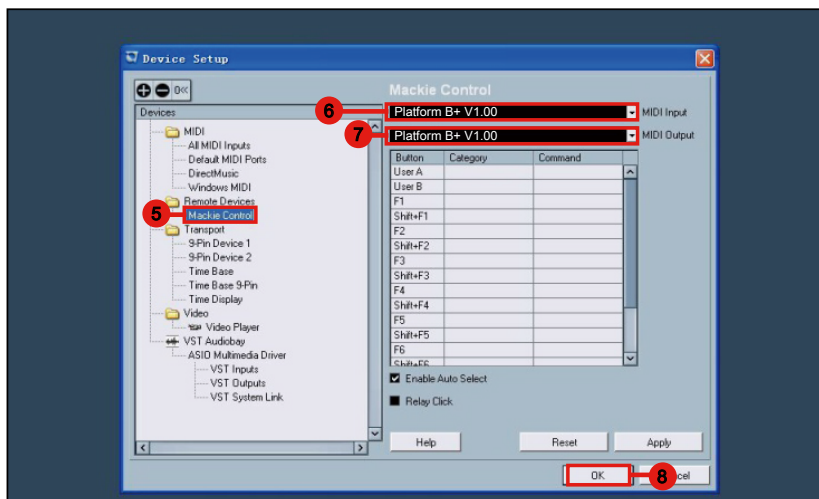 Device Setup
Devices
MIDI
All MIDI Inputs
Default MIDI Ports
DirectMusic
Windows MIDI
Remote Devices
5 Mackie Control
Transport
9-Pin Device 1
9-Pin Device 2
Time Base
Time Base 9-Pin
Time Display
Video
Video Player
VST Audiobay
ASIO Multimedia Driver
VST Inputs
VST Outputs
VST System Link
Mackie Control
6 Platform B+ V1.00 MIDI Input
7 Platform B+ V1.00 MIDI Output
Button Category Command
User A
User B
F1
Shift+F1
F2
Shift+F2
F3
Shift+F3
F4
Shift+F4
F5
Shift+F5
F6
Shift+F6
Enable Auto Select
Relay Click
Help Reset Apply
OK 8 cel